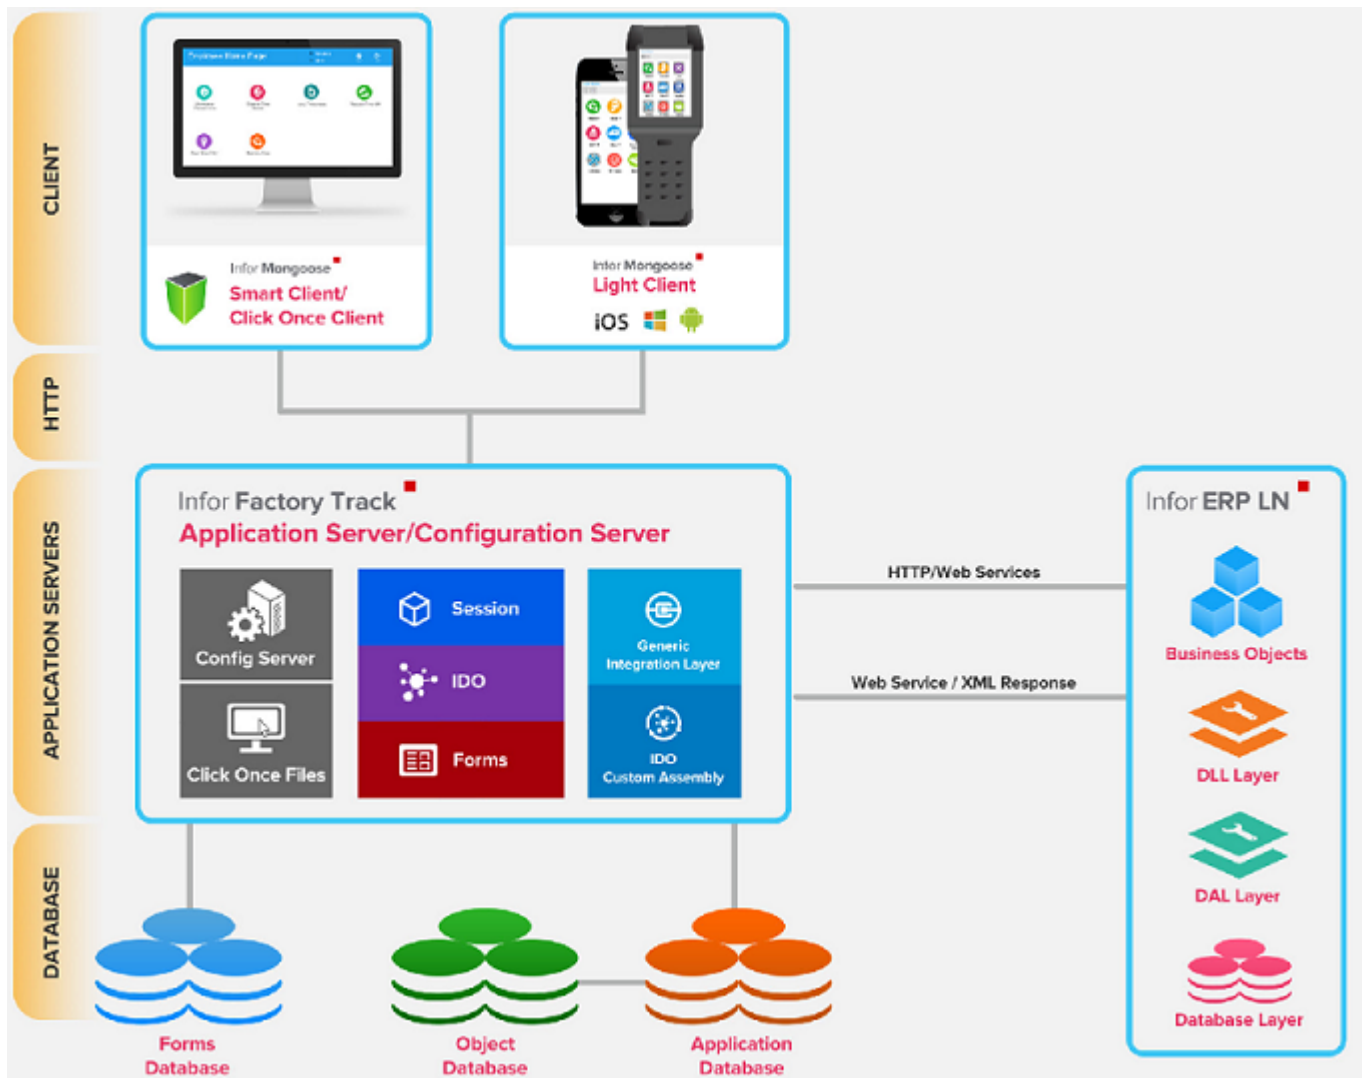 CLIENT
Infor Mongoose
Smart Client/
Click Once Client
Infor Mongoose
Light Client
iOS
HTTP
APPLICATION SERVERS
Infor Factory Track
Application Server/Configuration Server
Config Server
Click Once Files
Session
IDO
Forms
Generic
Integration Layer
IDO
Custom Assembly
HTTP/Web Services
Web Service / XML Response
Infor ERP LN
Business Objects
DLL Layer
DAL Layer
Database Layer
DATABASE
Forms
Database
Object
Database
Application
Database